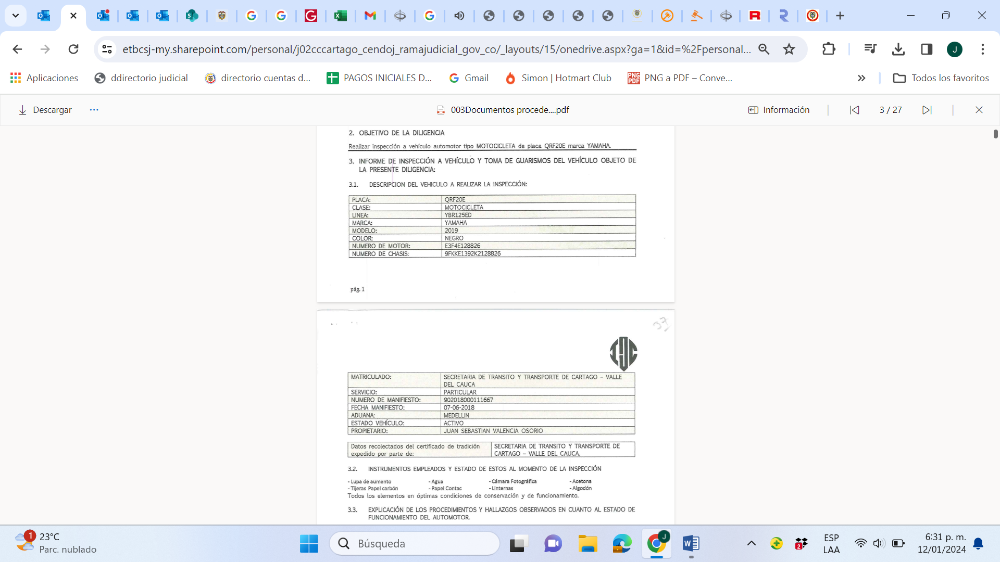 etbcsj-my.sharepoint.com/personal/j02cccartago_cendoj_ramajudicial_gov_co/_layouts/15/onedrive.aspx?ga=1&id=%2Fpersonal...
J
Aplicaciones
ddirectorio judicial
directorio cuentas d...
PAGOS INICIALES D...
Gmail
Simon | Hotmart Club
PNG a PDF – Conve...
Todos los favoritos
Descargar
003Documentos procede....pdf
Información
3 / 27
2. OBJETIVO DE LA DILIGENCIA
Realizar inspección a vehículo automotor tipo MOTOCICLETA de placa QRF20E marca YAMAHA.
3. INFORME DE INSPECCIÓN A VEHÍCULO Y TOMA DE GUARISMOS DEL VEHÍCULO OBJETO DE
LA PRESENTE DILIGENCIA:
3.1. DESCRIPCION DEL VEHICULO A REALIZAR LA INSPECCIÓN:
PLACA: QRF20E
CLASE: MOTOCICLETA
LINEA: YBR125ED
MARCA: YAMAHA
MODELO: 2019
COLOR: NEGRO
NUMERO DE MOTOR: E3F4E128826
NUMERO DE CHASIS: 9FKKE1392K2128826
pág. 1
37
MATRICULADO: SECRETARIA DE TRANSITO Y TRANSPORTE DE CARTAGO – VALLE
DEL CAUCA
SERVICIO: PARTICULAR
NUMERO DE MANIFIESTO: 902018000111667
FECHA MANIFIESTO: 07-06-2018
ADUANA: MEDELLIN
ESTADO VEHÍCULO: ACTIVO
PROPIETARIO: JUAN SEBASTIAN VALENCIA OSORIO
Datos recolectados del certificado de tradición SECRETARIA DE TRANSITO Y TRANSPORTE DE
expedido por parte de: CARTAGO – VALLE DEL CAUCA.
3.2. INSTRUMENTOS EMPLEADOS Y ESTADO DE ESTOS AL MOMENTO DE LA INSPECCIÓN
- Lupa de aumento - Agua - Cámara Fotográfica - Acetona
- Tijeras Papel carbón - Papel Contac - Linternas - Algodón
Todos los elementos en óptimas condiciones de conservación y de funcionamiento.
3.3. EXPLICACIÓN DE LOS PROCEDIMIENTOS Y HALLAZGOS OBSERVADOS EN CUANTO AL ESTADO DE
FUNCIONAMIENTO DEL AUTOMOTOR.
1
23°C
Parc. nublado
Búsqueda
J
2
ESP
LAA
6:31 p. m.
12/01/2024